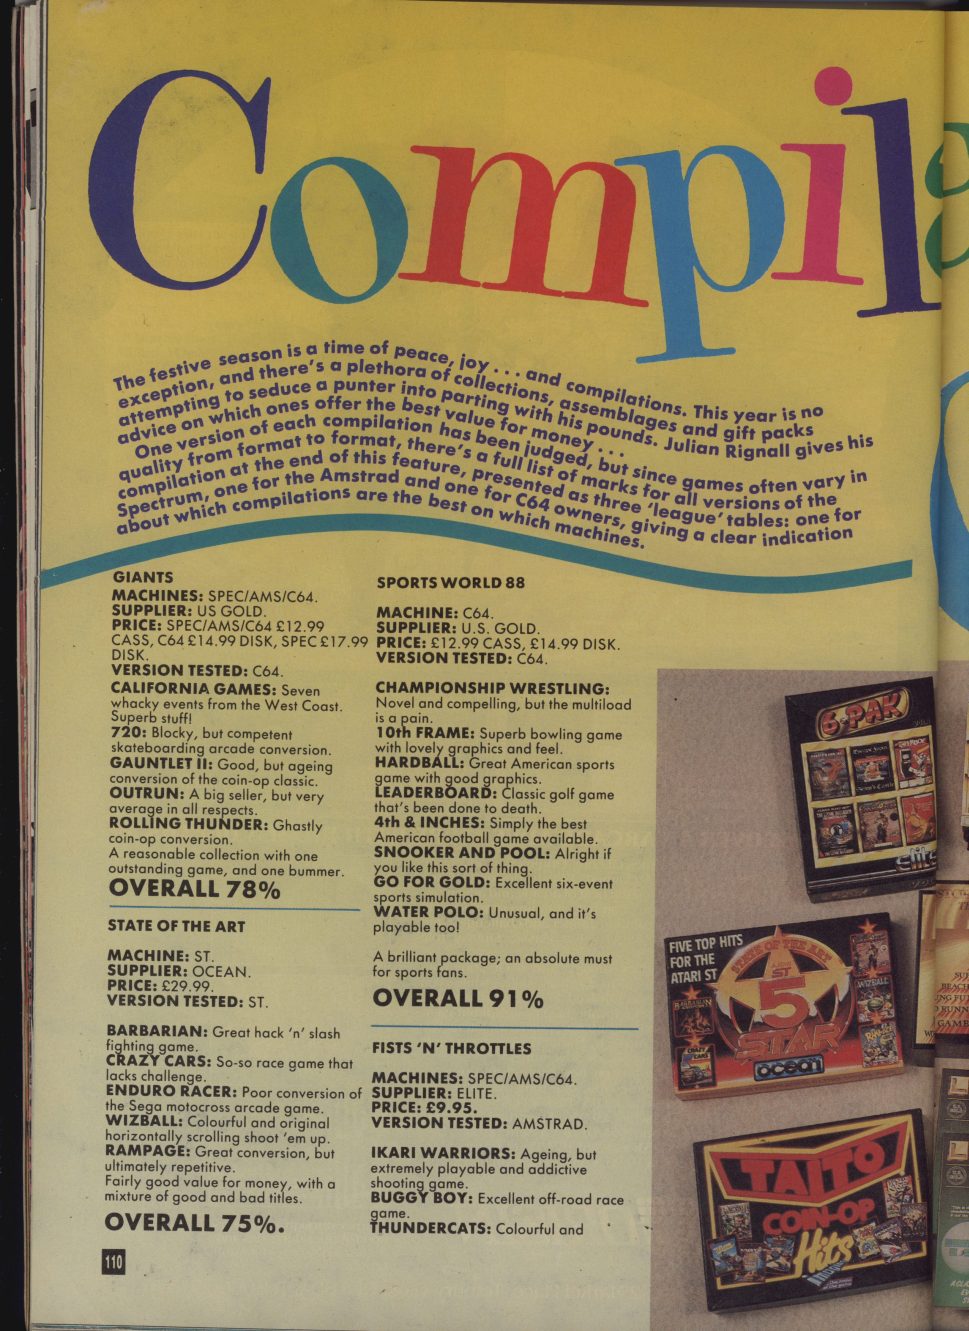 Compila
The festive season is a time of peace, joy . . . and compilations. This year is no
exception, and there's a plethora of collections, assemblages and gift packs
attempting to seduce a punter into parting with his pounds. Julian Rignall gives his
advice on which ones offer the best value for money . . .
One version of each compilation has been judged, but since games often vary in
quality from format to format, there's a full list of marks for all versions of the
compilation at the end of this feature, presented as three 'league' tables: one for
Spectrum, one for the Amstrad and one for C64 owners, giving a clear indication
about which compilations are the best on which machines.
GIANTS
MACHINES: SPEC/AMS/C64.
SUPPLIER: US GOLD.
PRICE: SPEC/AMS/C64 £12.99
CASS, C64 £14.99 DISK, SPEC £17.99
DISK.
VERSION TESTED: C64.
CALIFORNIA GAMES: Seven
whacky events from the West Coast.
Superb stuff!
720: Blocky, but competent
skateboarding arcade conversion.
GAUNTLET II: Good, but ageing
conversion of the coin-op classic.
OUTRUN: A big seller, but very
average in all respects.
ROLLING THUNDER: Ghastly
coin-op conversion.
A reasonable collection with one
outstanding game, and one bummer.
OVERALL 78%
STATE OF THE ART
MACHINE: ST.
SUPPLIER: OCEAN.
PRICE: £29.99.
VERSION TESTED: ST.
BARBARIAN: Great hack 'n' slash
fighting game.
CRAZY CARS: So-so race game that
lacks challenge.
ENDURO RACER: Poor conversion of
the Sega motocross arcade game.
WIZBALL: Colourful and original
horizontally scrolling shoot 'em up.
RAMPAGE: Great conversion, but
ultimately repetitive.
Fairly good value for money, with a
mixture of good and bad titles.
OVERALL 75%.
110
SPORTS WORLD 88
MACHINE: C64.
SUPPLIER: U.S. GOLD.
PRICE: £12.99 CASS, £14.99 DISK.
VERSION TESTED: C64.
CHAMPIONSHIP WRESTLING:
Novel and compelling, but the multiload
is a pain.
10th FRAME: Superb bowling game
with lovely graphics and feel.
HARDBALL: Great American sports
game with good graphics.
LEADERBOARD: Classic golf game
that's been done to death.
4th & INCHES: Simply the best
American football game available.
SNOOKER AND POOL: Alright if
you like this sort of thing.
GO FOR GOLD: Excellent six-event
sports simulation.
WATER POLO: Unusual, and it's
playable too!
A brilliant package; an absolute must
for sports fans.
OVERALL 91%
FISTS 'N' THROTTLES
MACHINES: SPEC/AMS/C64.
SUPPLIER: ELITE.
PRICE: £9.95.
VERSION TESTED: AMSTRAD.
IKARI WARRIORS: Ageing, but
extremely playable and addictive
shooting game.
BUGGY BOY: Excellent off-road race
game.
THUNDERCATS: Colourful and
6-PAK
elite
FIVE TOP HITS
FOR THE
ATARI ST
STATE OF THE ART
ST
5
STAR
BARBARIAN
WIZBALL
CRAZY CARS
ocean
TAITO
COIN-OP
Hits